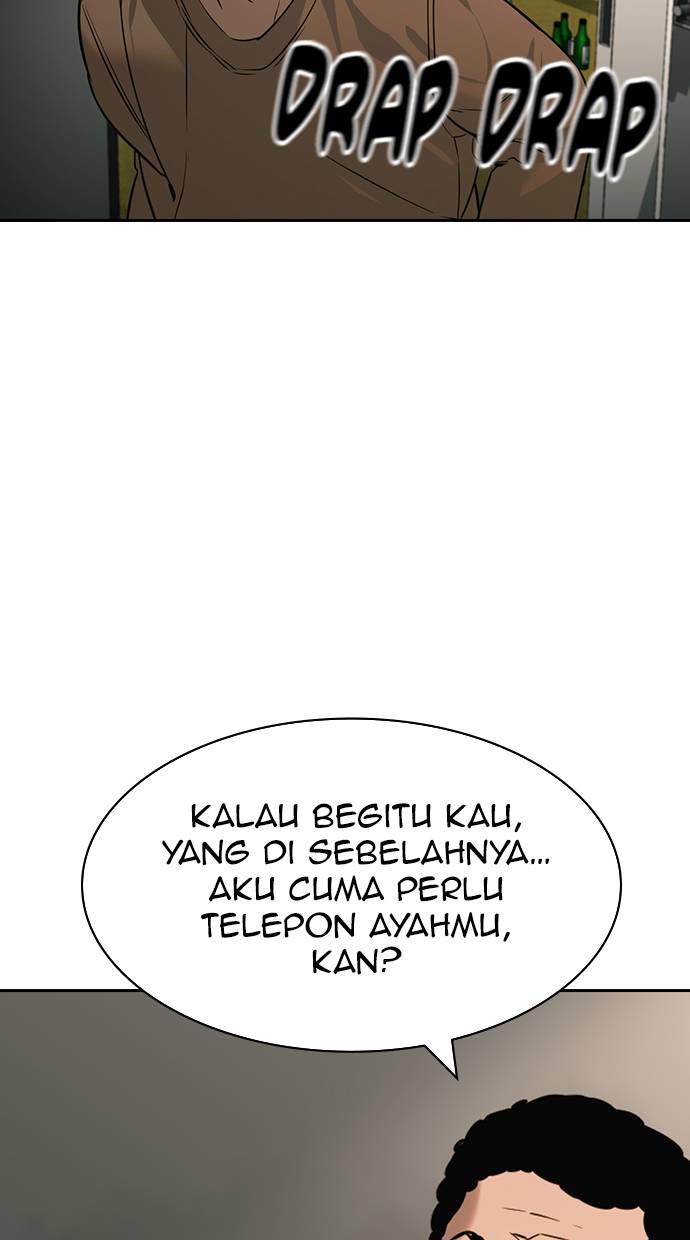 DRAP DRAP
KALAU BEGITU KAU,
YANG DI SEBELAHNYA...
AKU CUMA PERLU
TELEPON AYAHMU,
KAN?